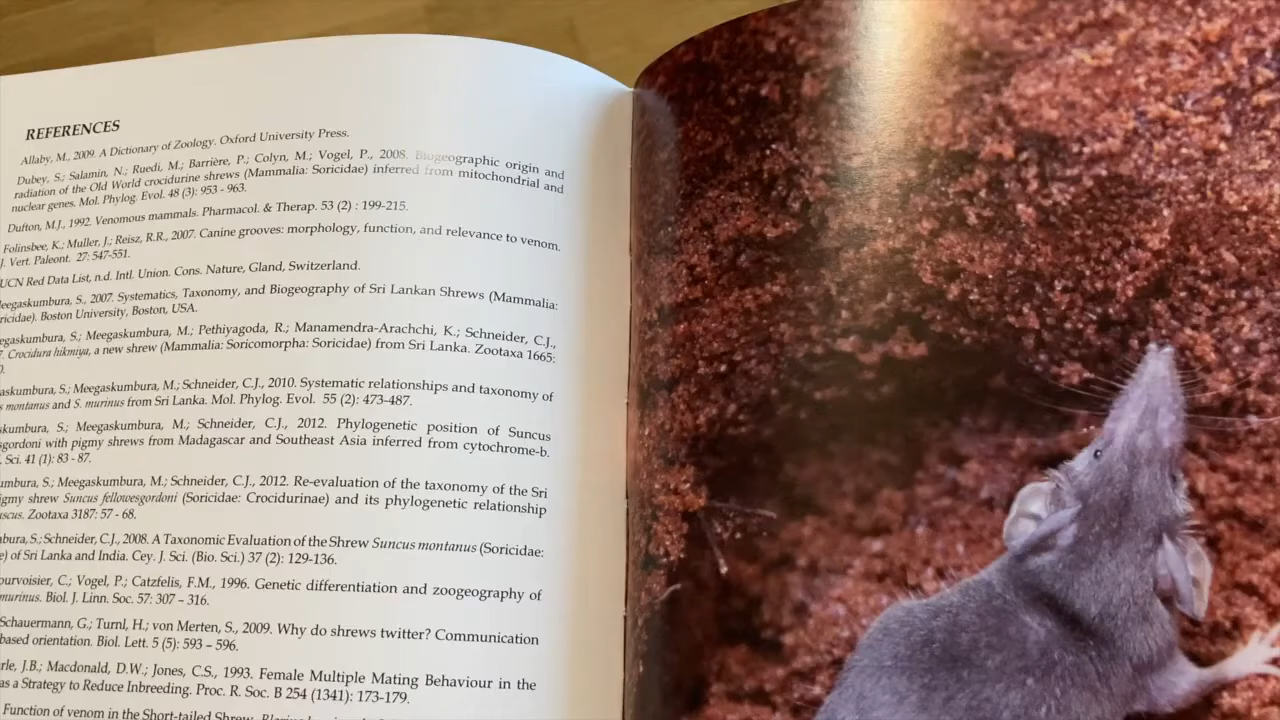 REFERENCES
Allaby, M., 2009. A Dictionary of Zoology. Oxford University Press.
Dubey, S.; Salamin, N.; Ruedi, M.; Barrière, P.; Colyn, M.; Vogel, P., 2008. Biogeographic origin and
radiation of the Old World crocidurine shrews (Mammalia: Soricidae) inferred from mitochondrial and
nuclear genes. Mol. Phylog. Evol. 48 (3): 953 - 963.
Dufton, M.J., 1992. Venomous mammals. Pharmacol. & Therap. 53 (2) : 199-215.
Folinsbee, K.; Muller, J.; Reisz, R.R., 2007. Canine grooves: morphology, function, and relevance to venom.
J. Vert. Paleont. 27: 547-551.
UCN Red Data List, n.d. Intl. Union. Cons. Nature, Gland, Switzerland.
eegaskumbura, S., 2007. Systematics, Taxonomy, and Biogeography of Sri Lankan Shrews (Mammalia:
ricidae). Boston University, Boston, USA.
egaskumbura, S.; Meegaskumbura, M.; Pethiyagoda, R.; Manamendra-Arachchi, K.; Schneider, C.J.,
7. Crocidura hikmiya, a new shrew (Mammalia: Soricomorpha: Soricidae) from Sri Lanka. Zootaxa 1665:
0.
askumbura, S.; Meegaskumbura, M.; Schneider, C.J., 2010. Systematic relationships and taxonomy of
s montanus and S. murinus from Sri Lanka. Mol. Phylog. Evol. 55 (2): 473-487.
skumbura, S.; Meegaskumbura, M.; Schneider, C.J., 2012. Phylogenetic position of Suncus
sgordoni with pigmy shrews from Madagascar and Southeast Asia inferred from cytochrome-b.
. Sci. 41 (1): 83 - 87.
umbura, S.; Meegaskumbura, M.; Schneider, C.J., 2012. Re-evaluation of the taxonomy of the Sri
igmy shrew Suncus fellowesgordoni (Soricidae: Crocidurinae) and its phylogenetic relationship
uscus. Zootaxa 3187: 57 - 68.
bura, S.; Schneider, C.J., 2008. A Taxonomic Evaluation of the Shrew Suncus montanus (Soricidae:
e) of Sri Lanka and India. Cey. J. Sci. (Bio. Sci.) 37 (2): 129-136.
ourvoisier, C.; Vogel, P.; Catzfelis, F.M., 1996. Genetic differentiation and zoogeography of
murinus. Biol. J. Linn. Soc. 57: 307 – 316.
Schauermann, G.; Turnl, H.; von Merten, S., 2009. Why do shrews twitter? Communication
based orientation. Biol. Lett. 5 (5): 593 – 596.
rle, J.B.; Macdonald, D.W.; Jones, C.S., 1993. Female Multiple Mating Behaviour in the
as a Strategy to Reduce Inbreeding. Proc. R. Soc. B 254 (1341): 173-179.
Function of venom in the Short-tailed Shrew,